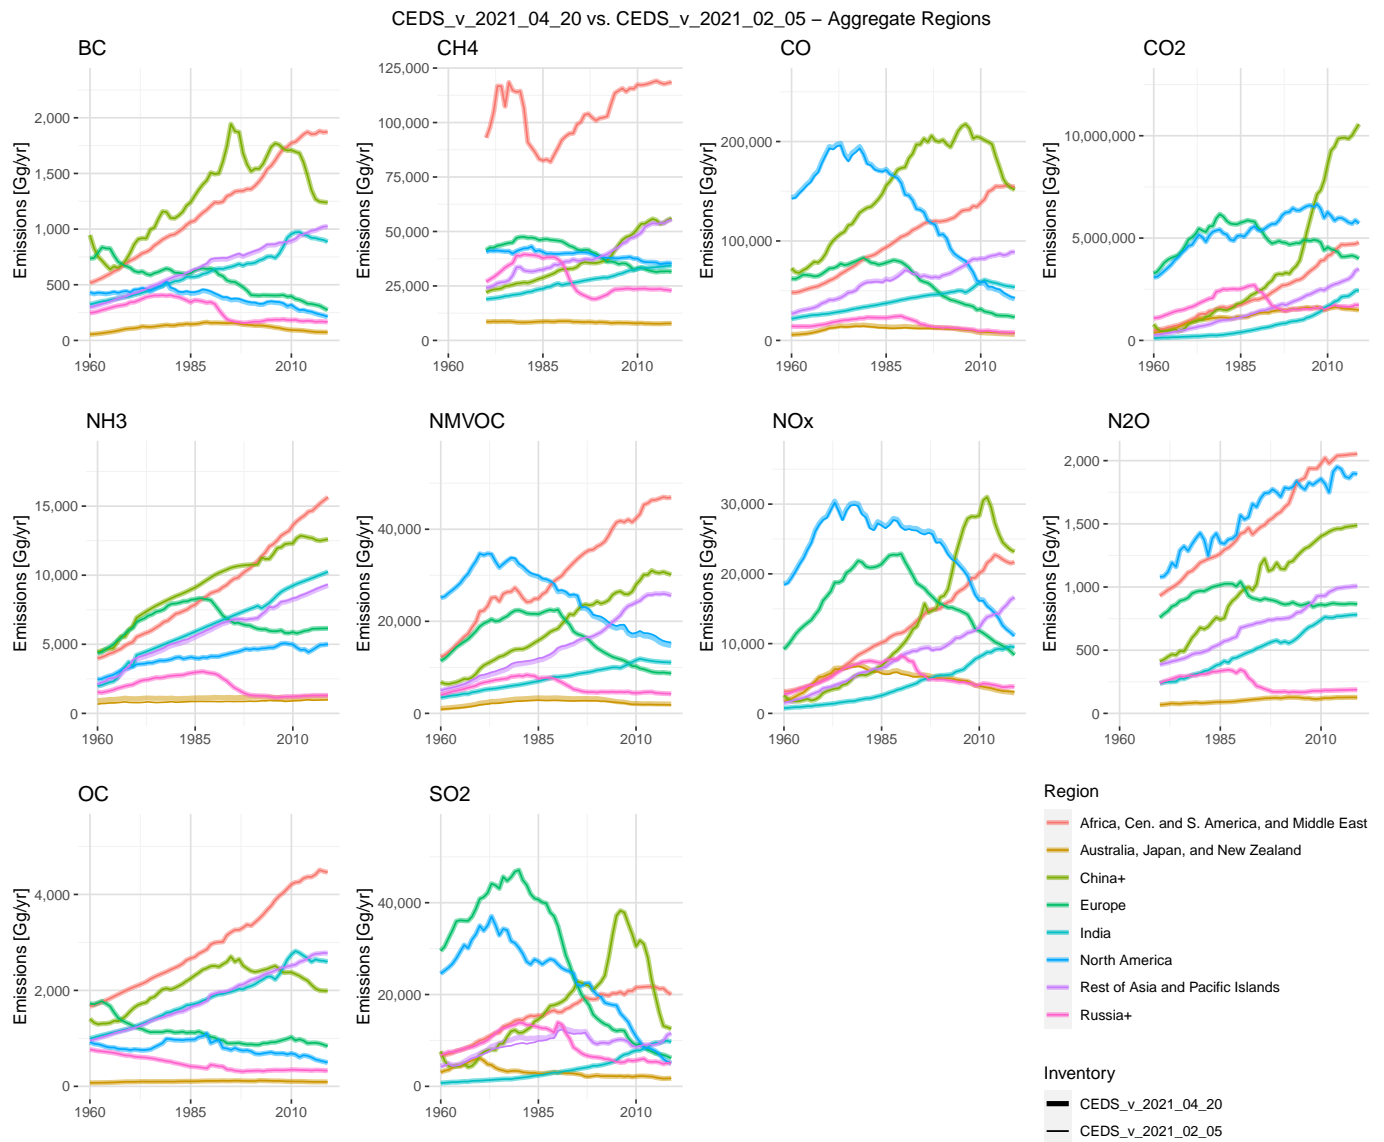 CEDS_v_2021_04_20 vs. CEDS_v_2021_02_05 − Aggregate Regions
BC
Emissions [Gg/yr]
2,000
1,500
1,000
500
0
1960 1985 2010
CH4
Emissions [Gg/yr]
125,000
100,000
75,000
50,000
25,000
0
1960 1985 2010
CO
Emissions [Gg/yr]
200,000
100,000
0
1960 1985 2010
CO2
Emissions [Gg/yr]
10,000,000
5,000,000
0
1960 1985 2010
NH3
Emissions [Gg/yr]
15,000
10,000
5,000
0
1960 1985 2010
NMVOC
Emissions [Gg/yr]
40,000
20,000
0
1960 1985 2010
NOx
Emissions [Gg/yr]
30,000
20,000
10,000
0
1960 1985 2010
N2O
Emissions [Gg/yr]
2,000
1,500
1,000
500
0
1960 1985 2010
OC
Emissions [Gg/yr]
4,000
2,000
0
1960 1985 2010
SO2
Emissions [Gg/yr]
40,000
20,000
0
1960 1985 2010
Region
Africa, Cen. and S. America, and Middle East
Australia, Japan, and New Zealand
China+
Europe
India
North America
Rest of Asia and Pacific Islands
Russia+
Inventory
CEDS_v_2021_04_20
CEDS_v_2021_02_05